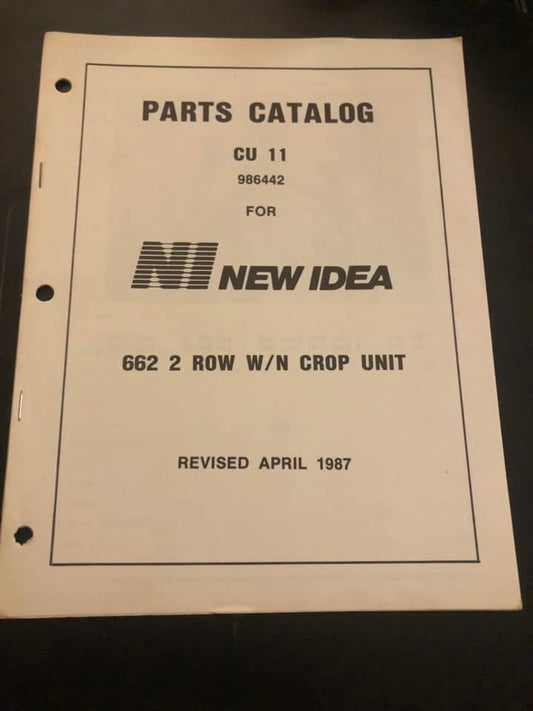 PARTS CATALOG
CU 11
986442
FOR
NI NEW IDEA
662 2 ROW W/N CROP UNIT
REVISED APRIL 1987